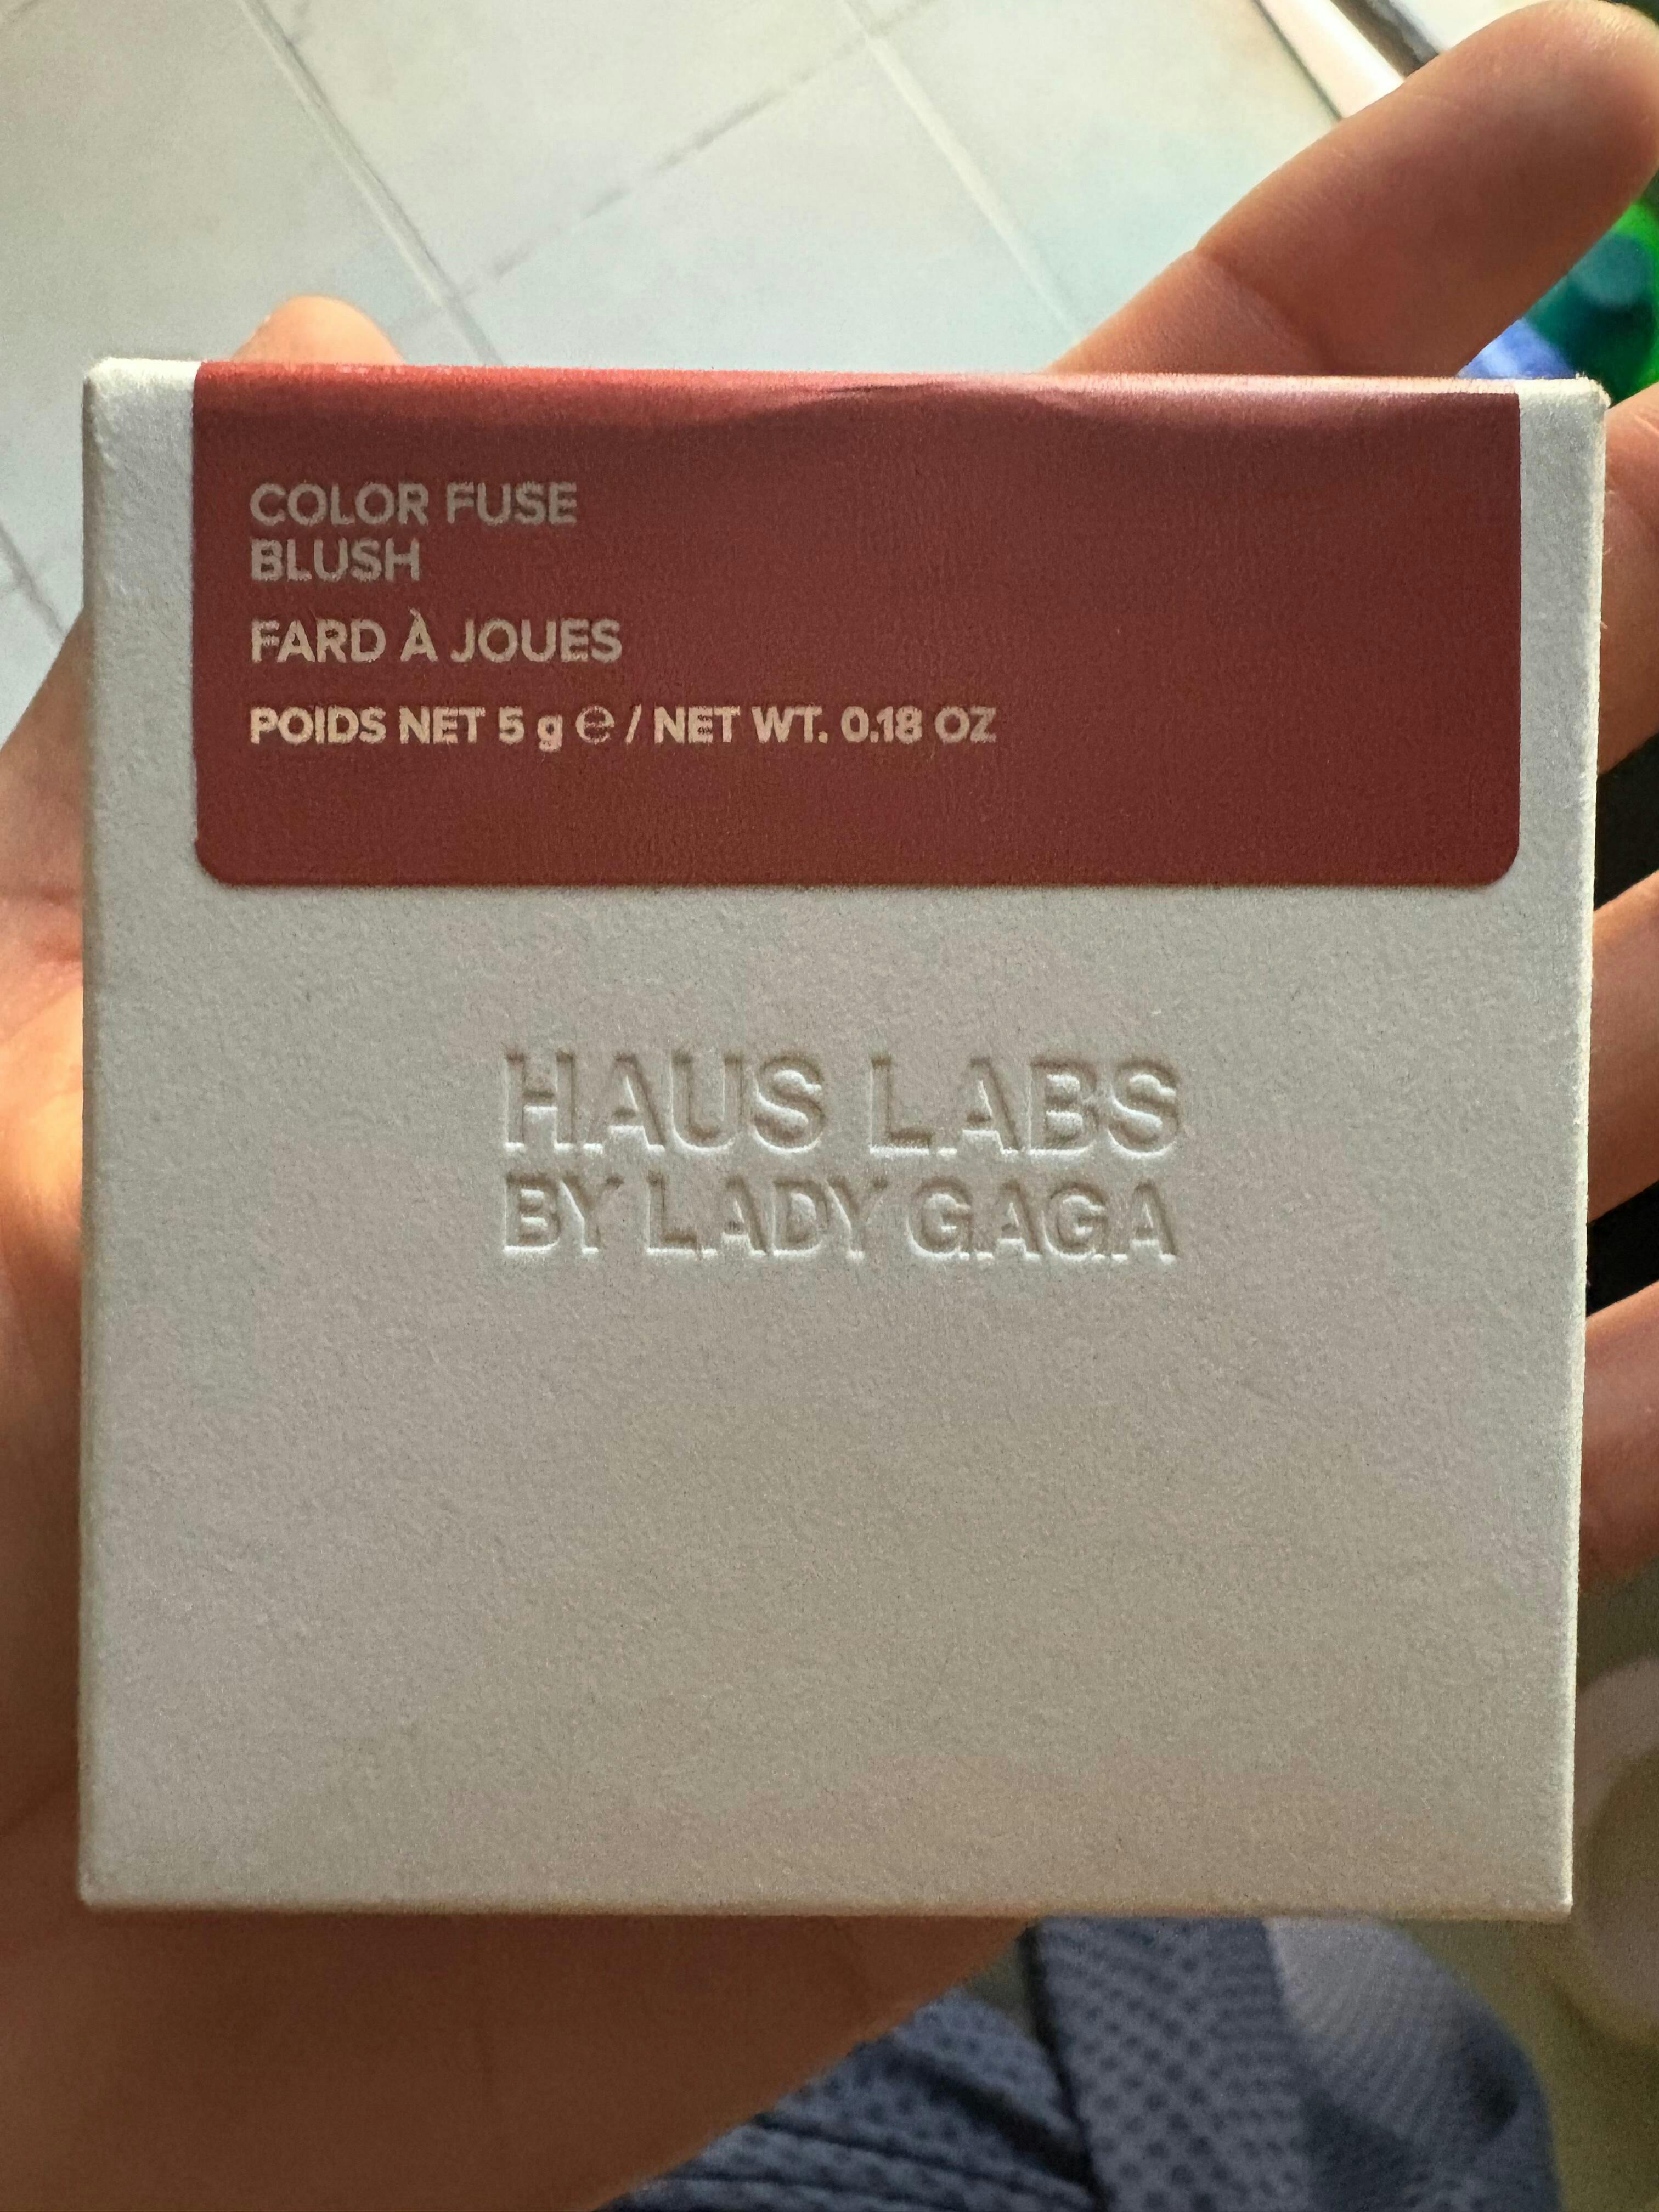 COLOR FUSE
BLUSH
FARD À JOUES
POIDS NET 5 g ℮ / NET WT. 0.18 OZ
HAUS LABS
BY LADY GAGA